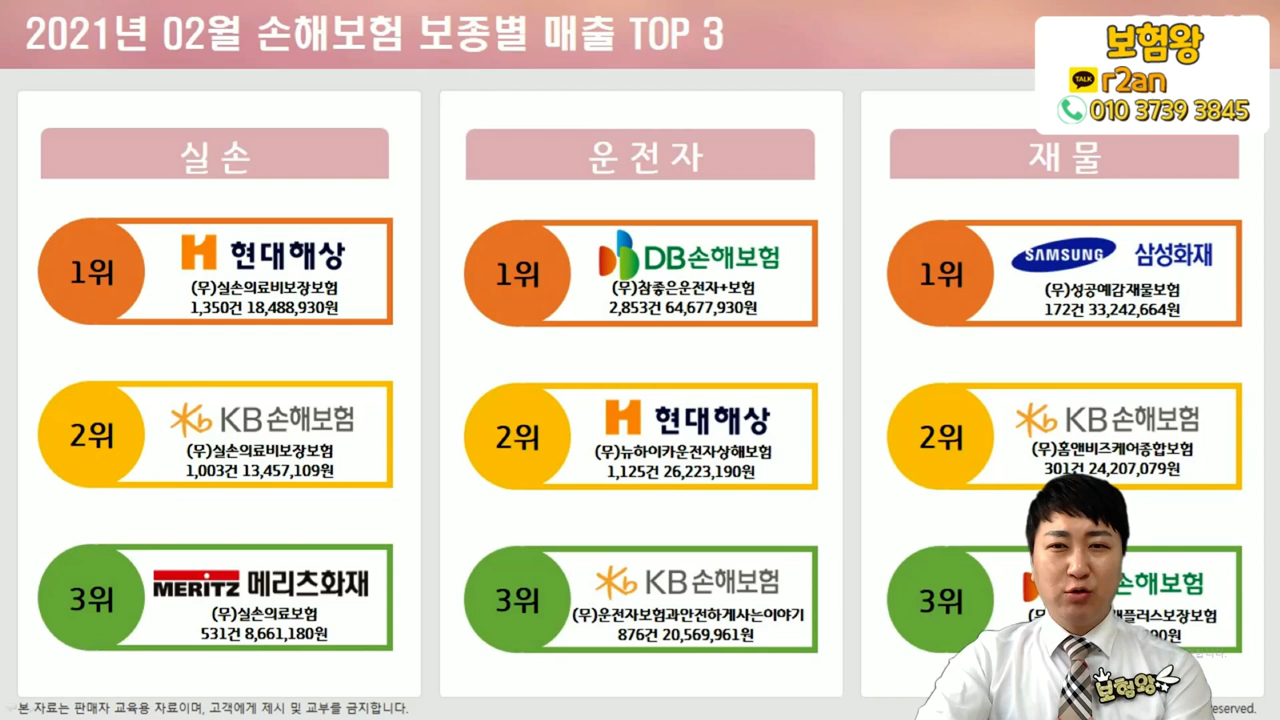 2021년 02월 손해보험 보종별 매출 TOP 3
보험왕
TALK r2an
010 3739 3845
실손
1위
현대해상
(무)실손의료비보장보험
1,350건 18,488,930원
2위
KB손해보험
(무)실손의료비보장보험
1,003건 13,457,109원
3위
MERITZ 메리츠화재
(무)실손의료보험
531건 8,661,180원
운전자
1위
DB손해보험
(무)참좋은운전자+보험
2,853건 64,677,930원
2위
현대해상
(무)뉴하이카운전자상해보험
1,125건 26,223,190원
3위
KB손해보험
(무)운전자보험과안전하게사는이야기
876건 20,569,961원
재물
1위
SAMSUNG 삼성화재
(무)성공예감재물보험
172건 33,242,664원
2위
KB손해보험
(무)홈앤비즈케어종합보험
301건 24,207,079원
3위
손해보험
플러스보장보험
보험왕
본 자료는 판매자 교육용 자료이며, 고객에게 제시 및 교부를 금지합니다.